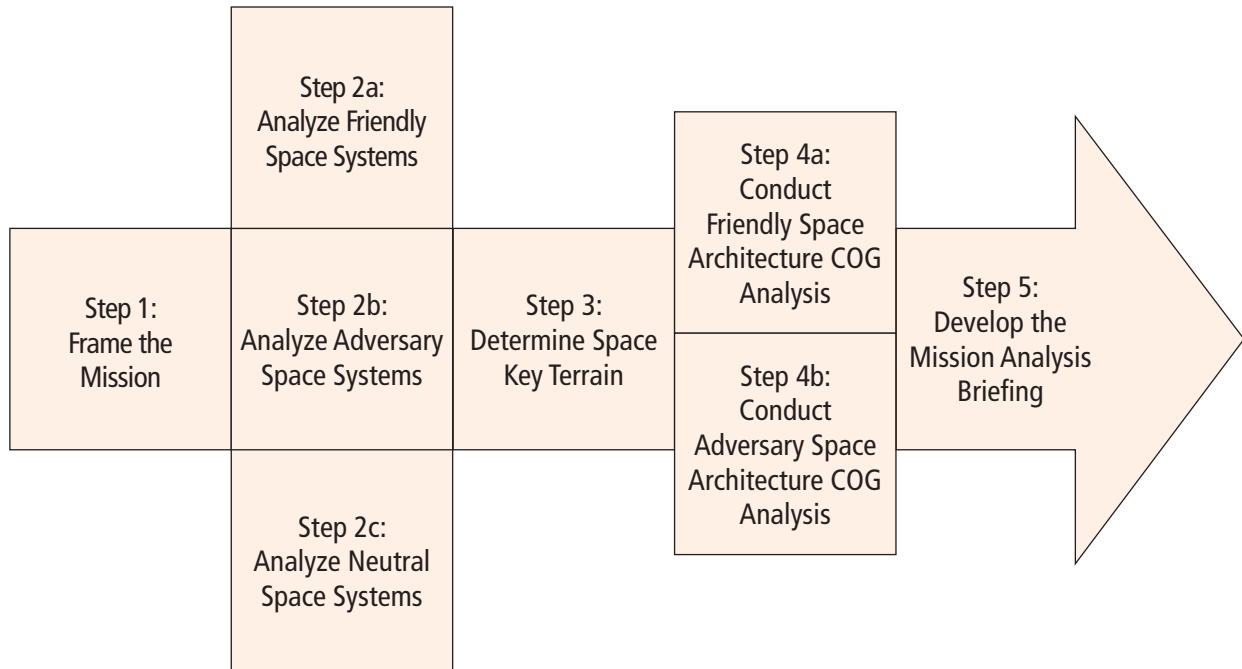 Step 1:
Frame the
Mission
Step 2a:
Analyze Friendly
Space Systems
Step 2b:
Analyze Adversary
Space Systems
Step 2c:
Analyze Neutral
Space Systems
Step 3:
Determine Space
Key Terrain
Step 4a:
Conduct
Friendly Space
Architecture COG
Analysis
Step 4b:
Conduct
Adversary Space
Architecture COG
Analysis
Step 5:
Develop the
Mission Analysis
Briefing